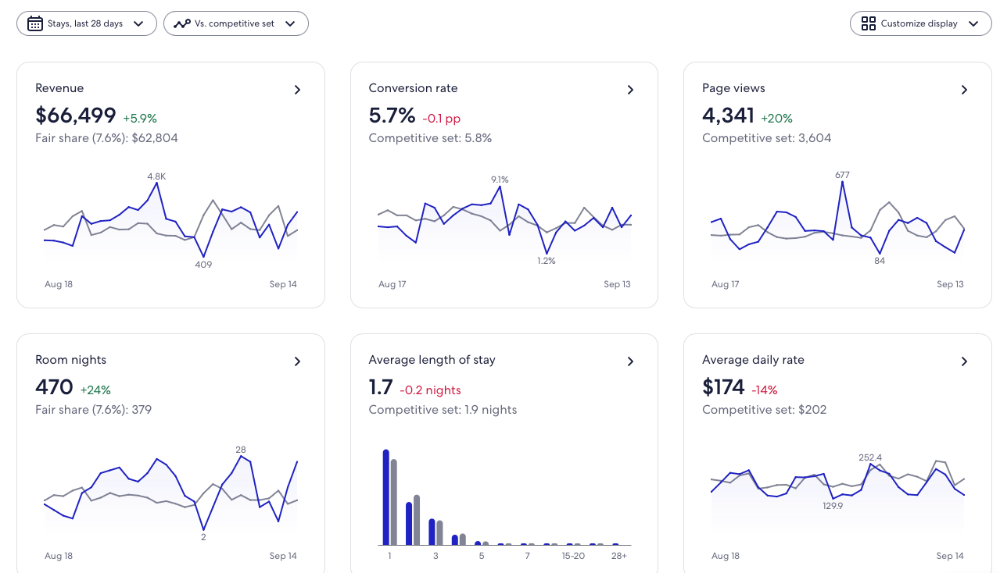 Stays, last 28 days
Vs. competitive set
Customize display
Revenue
$66,499 +5.9%
Fair share (7.6%): $62,804
4.8K
409
Aug 18
Sep 14
Conversion rate
5.7% -0.1 pp
Competitive set: 5.8%
9.1%
1.2%
Aug 17
Sep 13
Page views
4,341 +20%
Competitive set: 3,604
677
84
Aug 17
Sep 13
Room nights
470 +24%
Fair share (7.6%): 379
28
2
Aug 18
Sep 14
Average length of stay
1.7 -0.2 nights
Competitive set: 1.9 nights
1 3 5 7 15-20 28+
Average daily rate
$174 -14%
Competitive set: $202
252.4
129.9
Aug 18
Sep 14